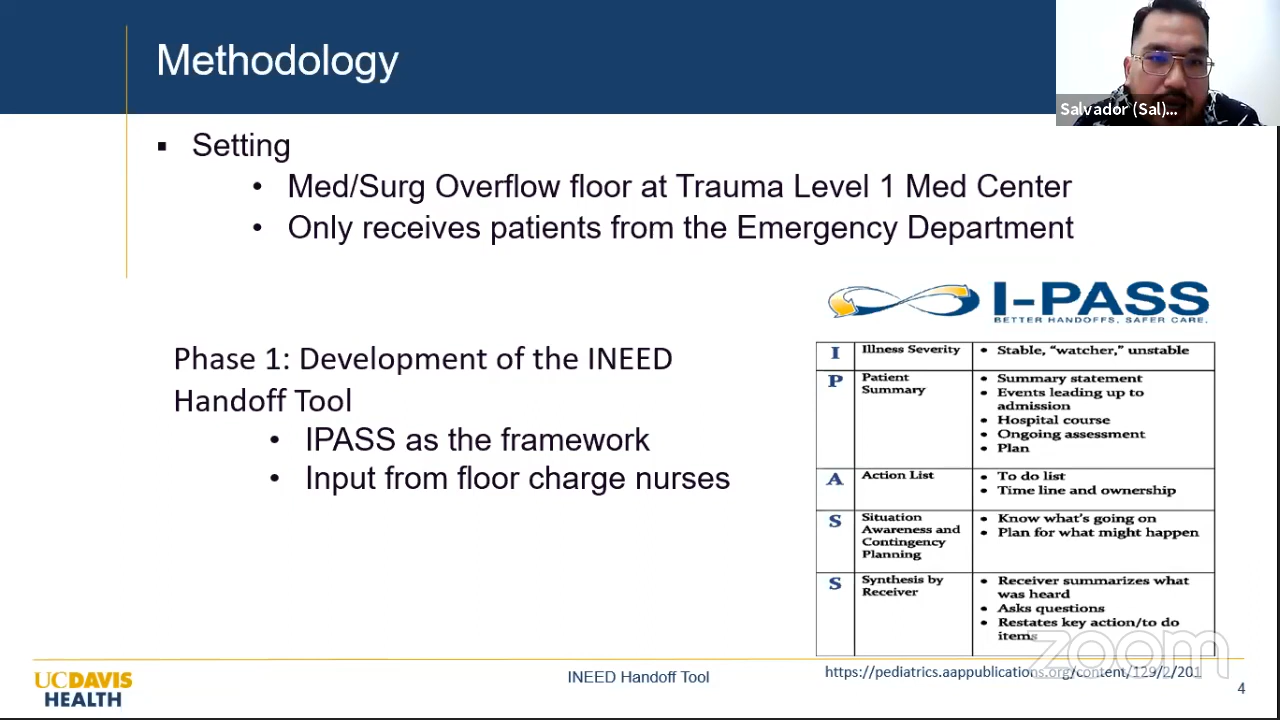 Methodology
Salvador (Sal)...
▪ Setting
• Med/Surg Overflow floor at Trauma Level 1 Med Center
• Only receives patients from the Emergency Department
I-PASS
BETTER HANDOFFS, SAFER CARE.
Phase 1: Development of the INEED
Handoff Tool
• IPASS as the framework
• Input from floor charge nurses
I Illness Severity • Stable, “watcher,” unstable
P Patient
Summary
• Summary statement
• Events leading up to
admission
• Hospital course
• Ongoing assessment
• Plan
A Action List • To do list
• Time line and ownership
S Situation
Awareness and
Contingency
Planning
• Know what’s going on
• Plan for what might happen
S Synthesis by
Receiver
• Receiver summarizes what
was heard
• Asks questions
• Restates key action/to do
items
zoom
UCDAVIS
HEALTH
INEED Handoff Tool
https://pediatrics.aappublications.org/content/129/2/201
4